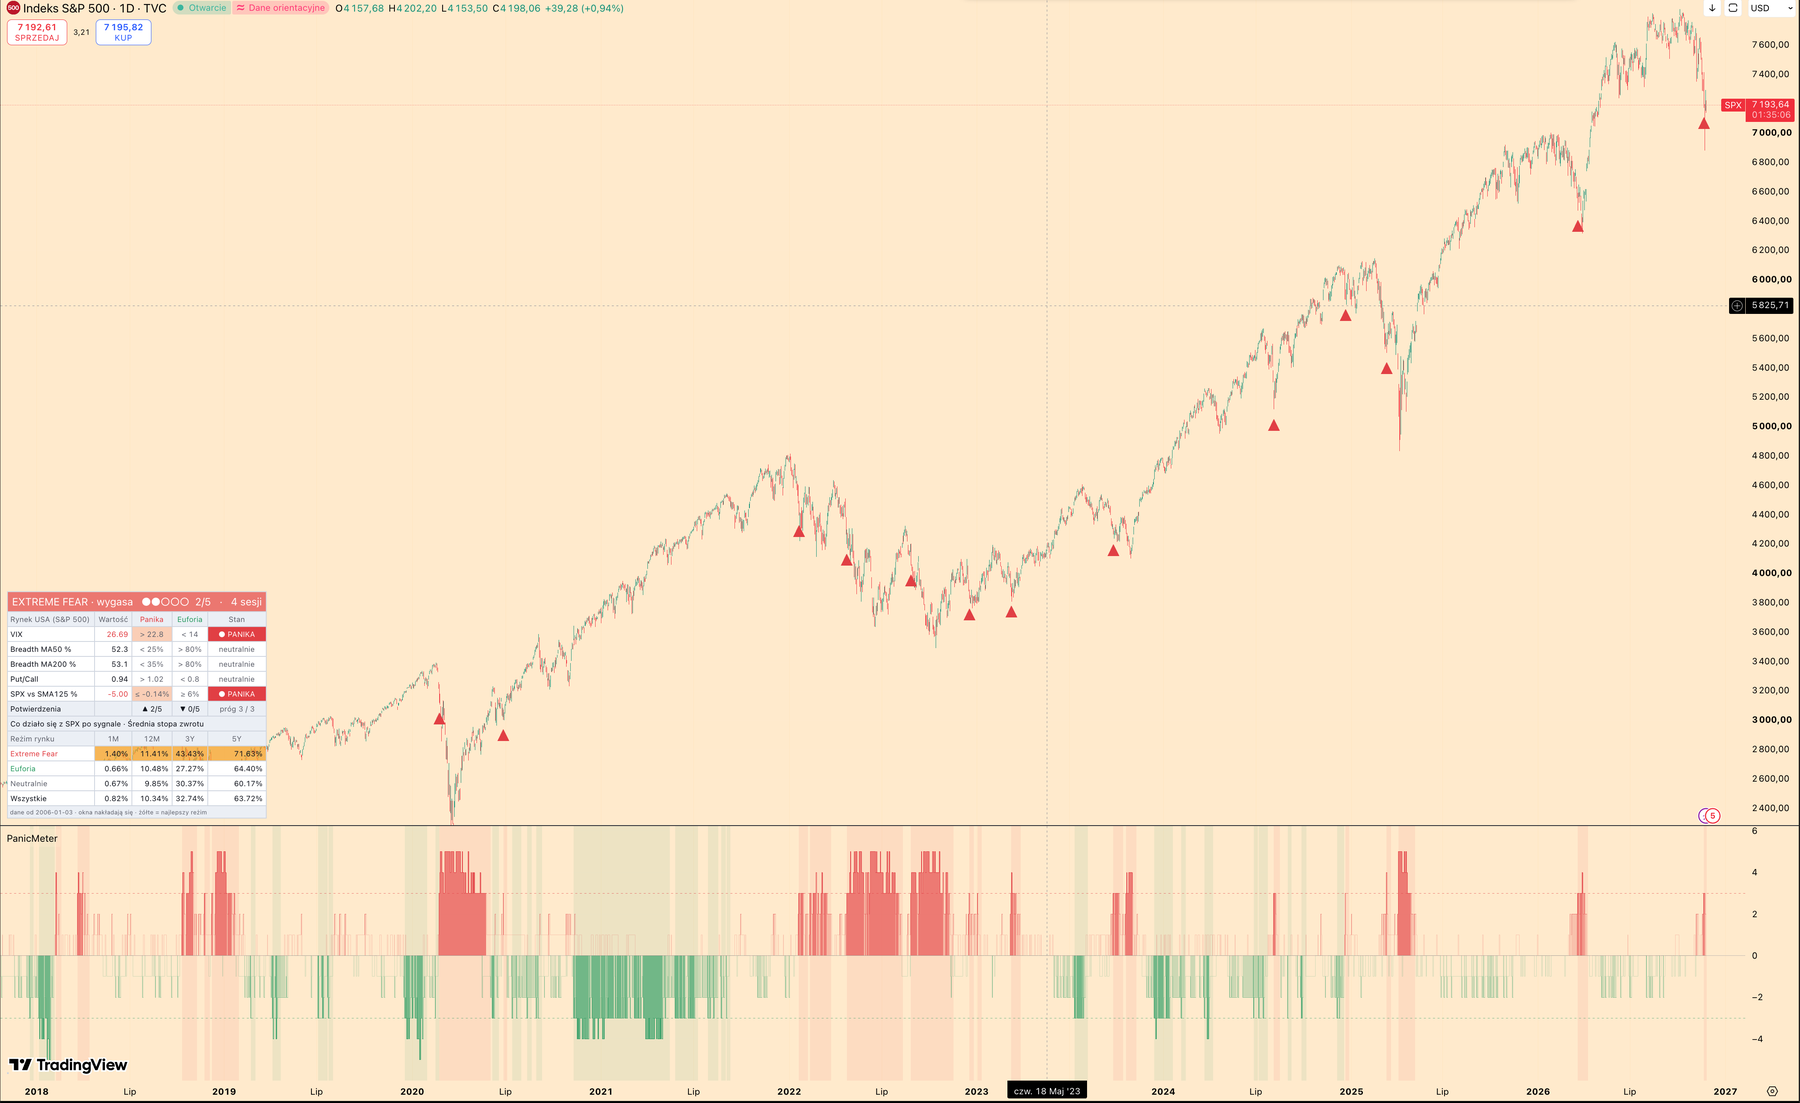 500 Indeks S&P 500 · 1D · TVC Otwarcie Dane orientacyjne O4 157,68 H4 202,20 L4 153,50 C4 198,06 +39,28 (+0,94%)
USD
7 192,61 SPRZEDAJ
3,21
7 195,82 KUP
7 600,00
7 400,00
SPX 7 193,64
01:35:06
7 000,00
6 800,00
6 600,00
6 400,00
6 200,00
6 000,00
5 825,71
5 600,00
5 400,00
5 200,00
5 000,00
4 800,00
4 600,00
4 400,00
4 200,00
4 000,00
3 800,00
3 600,00
3 400,00
3 200,00
3 000,00
2 800,00
2 600,00
2 400,00
EXTREME FEAR · wygasa 2/5 · 4 sesji
Rynek USA (S&P 500) Wartość Panika Euforia Stan
VIX 26.69 > 22.8 < 14 PANIKA
Breadth MA50 % 52.3 < 25% > 80% neutralnie
Breadth MA200 % 53.1 < 35% > 80% neutralnie
Put/Call 0.94 > 1.02 < 0.8 neutralnie
SPX vs SMA125 % -5.00 ≤ -0.14% ≥ 6% PANIKA
Potwierdzenia ▲ 2/5 ▼ 0/5 próg 3 / 3
Co działo się z SPX po sygnale · Średnia stopa zwrotu
Reżim rynku 1M 12M 3Y 5Y
Extreme Fear 1.40% 11.41% 43.43% 71.63%
Euforia 0.66% 10.48% 27.27% 64.40%
Neutralnie 0.67% 9.85% 30.37% 60.17%
Wszystkie 0.82% 10.34% 32.74% 63.72%
dane od 2006-01-03 · okna nakładają się · żółte = najlepszy reżim
5
PanicMeter
6
4
2
0
−2
−4
TradingView
2018 Lip 2019 Lip 2020 Lip 2021 Lip 2022 Lip 2023 czw. 18 Maj '23 2024 Lip 2025 Lip 2026 Lip 2027